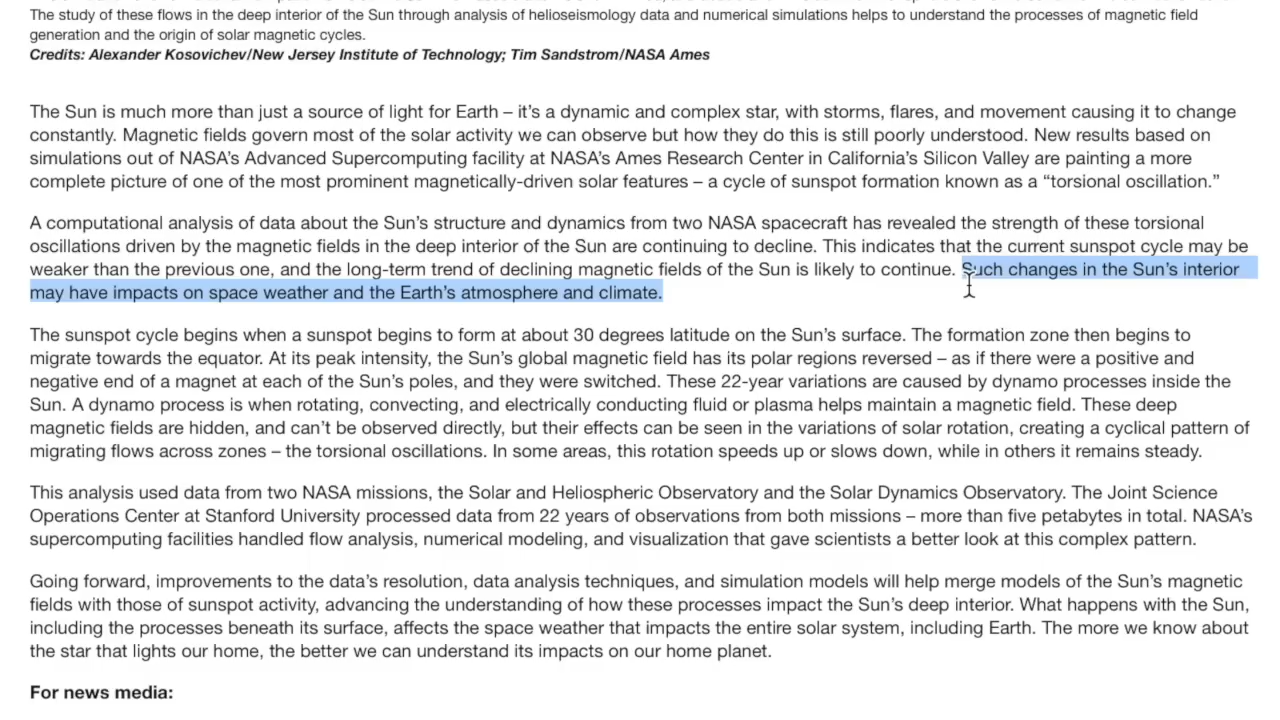 The study of these flows in the deep interior of the Sun through analysis of helioseismology data and numerical simulations helps to understand the processes of magnetic field
generation and the origin of solar magnetic cycles.
Credits: Alexander Kosovichev/New Jersey Institute of Technology; Tim Sandstrom/NASA Ames
The Sun is much more than just a source of light for Earth – it’s a dynamic and complex star, with storms, flares, and movement causing it to change
constantly. Magnetic fields govern most of the solar activity we can observe but how they do this is still poorly understood. New results based on
simulations out of NASA’s Advanced Supercomputing facility at NASA’s Ames Research Center in California’s Silicon Valley are painting a more
complete picture of one of the most prominent magnetically-driven solar features – a cycle of sunspot formation known as a “torsional oscillation.”
A computational analysis of data about the Sun’s structure and dynamics from two NASA spacecraft has revealed the strength of these torsional
oscillations driven by the magnetic fields in the deep interior of the Sun are continuing to decline. This indicates that the current sunspot cycle may be
weaker than the previous one, and the long-term trend of declining magnetic fields of the Sun is likely to continue. Such changes in the Sun’s interior
may have impacts on space weather and the Earth’s atmosphere and climate.
The sunspot cycle begins when a sunspot begins to form at about 30 degrees latitude on the Sun’s surface. The formation zone then begins to
migrate towards the equator. At its peak intensity, the Sun’s global magnetic field has its polar regions reversed – as if there were a positive and
negative end of a magnet at each of the Sun’s poles, and they were switched. These 22-year variations are caused by dynamo processes inside the
Sun. A dynamo process is when rotating, convecting, and electrically conducting fluid or plasma helps maintain a magnetic field. These deep
magnetic fields are hidden, and can’t be observed directly, but their effects can be seen in the variations of solar rotation, creating a cyclical pattern of
migrating flows across zones – the torsional oscillations. In some areas, this rotation speeds up or slows down, while in others it remains steady.
This analysis used data from two NASA missions, the Solar and Heliospheric Observatory and the Solar Dynamics Observatory. The Joint Science
Operations Center at Stanford University processed data from 22 years of observations from both missions – more than five petabytes in total. NASA’s
supercomputing facilities handled flow analysis, numerical modeling, and visualization that gave scientists a better look at this complex pattern.
Going forward, improvements to the data’s resolution, data analysis techniques, and simulation models will help merge models of the Sun’s magnetic
fields with those of sunspot activity, advancing the understanding of how these processes impact the Sun’s deep interior. What happens with the Sun,
including the processes beneath its surface, affects the space weather that impacts the entire solar system, including Earth. The more we know about
the star that lights our home, the better we can understand its impacts on our home planet.
For news media: